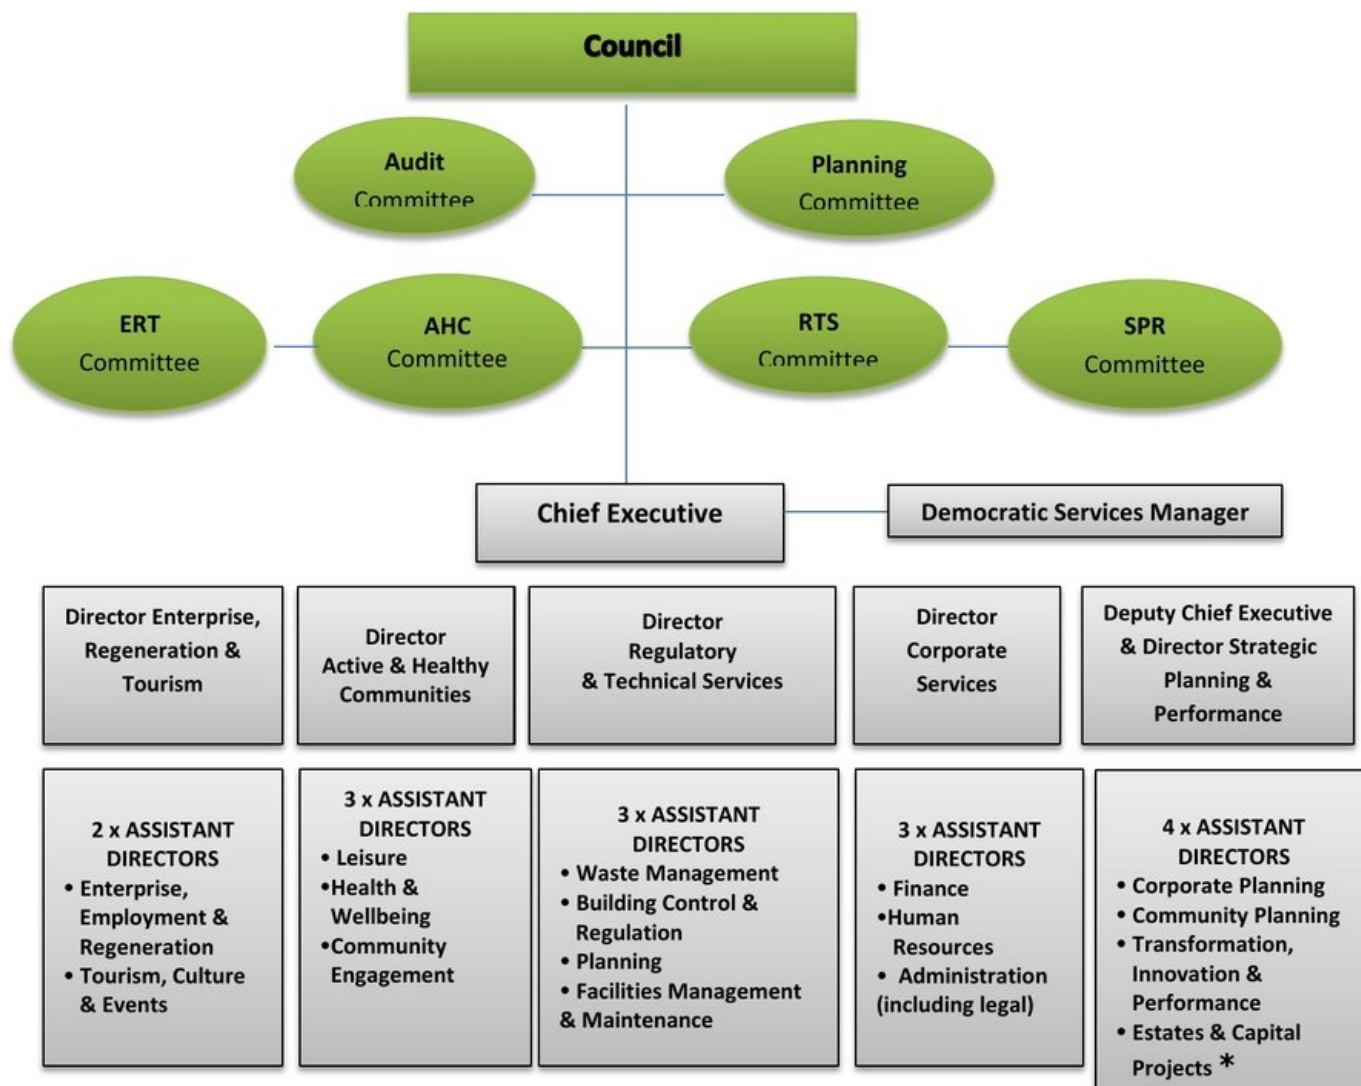 Council
Audit
Committee
Planning
Committee
ERT
Committee
AHC
Committee
RTS
Committee
SPR
Committee
Chief Executive
Democratic Services Manager
Director Enterprise,
Regeneration &
Tourism
Director
Active & Healthy
Communities
Director
Regulatory
& Technical Services
Director
Corporate
Services
Deputy Chief Executive
& Director Strategic
Planning &
Performance
2 x ASSISTANT
DIRECTORS
• Enterprise,
Employment &
Regeneration
• Tourism, Culture
& Events
3 x ASSISTANT
DIRECTORS
• Leisure
•Health &
Wellbeing
•Community
Engagement
3 x ASSISTANT
DIRECTORS
• Waste Management
• Building Control &
Regulation
• Planning
• Facilities Management
& Maintenance
3 x ASSISTANT
DIRECTORS
• Finance
•Human
Resources
• Administration
(including legal)
4 x ASSISTANT
DIRECTORS
• Corporate Planning
• Community Planning
• Transformation,
Innovation &
Performance
• Estates & Capital
Projects *